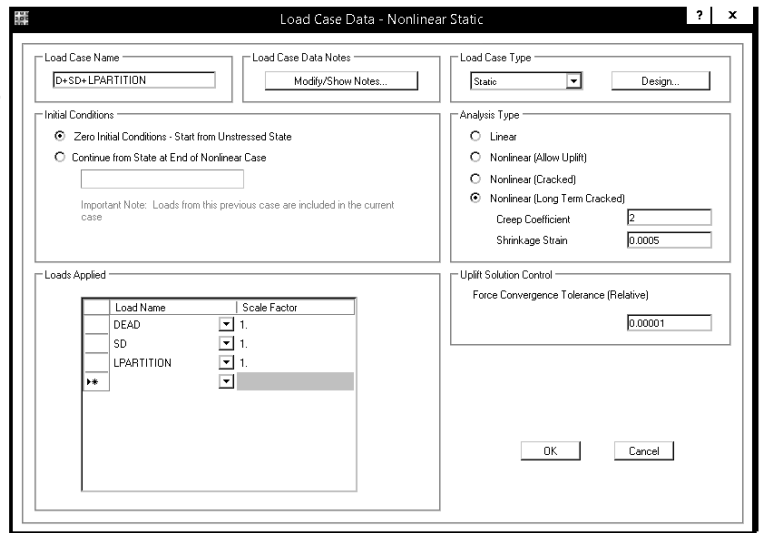 Load Case Data - Nonlinear Static
? x
Load Case Name
D+SD+LPARTITION
Load Case Data Notes
Modify/Show Notes...
Load Case Type
Static
Design...
Initial Conditions
Zero Initial Conditions - Start from Unstressed State
Continue from State at End of Nonlinear Case
Important Note: Loads from this previous case are included in the current
case
Analysis Type
Linear
Nonlinear (Allow Uplift)
Nonlinear (Cracked)
Nonlinear (Long Term Cracked)
Creep Coefficient 2
Shrinkage Strain 0.0005
Loads Applied
Load Name Scale Factor
DEAD 1.
SD 1.
LPARTITION 1.
Uplift Solution Control
Force Convergence Tolerance (Relative)
0.00001
OK Cancel